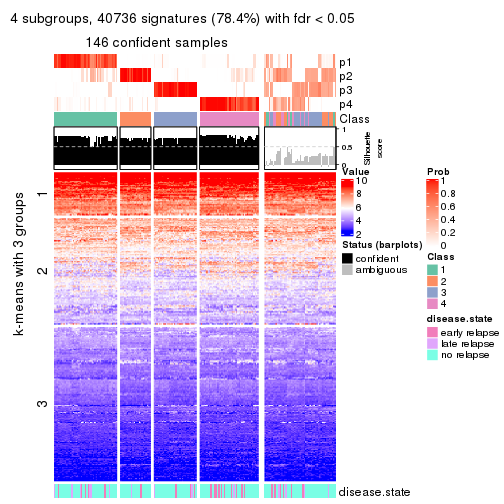 4 subgroups, 40736 signatures (78.4%) with fdr < 0.05
146 confident samples
p1
p2
p3
p4
Class
1
0.5
0
Silhouette
score
k-means with 3 groups
1
2
3
disease.state
Value
10
8
6
4
2
Status (barplots)
confident
ambiguous
Prob
1
0.8
0.6
0.4
0.2
0
Class
1
2
3
4
disease.state
early relapse
late relapse
no relapse